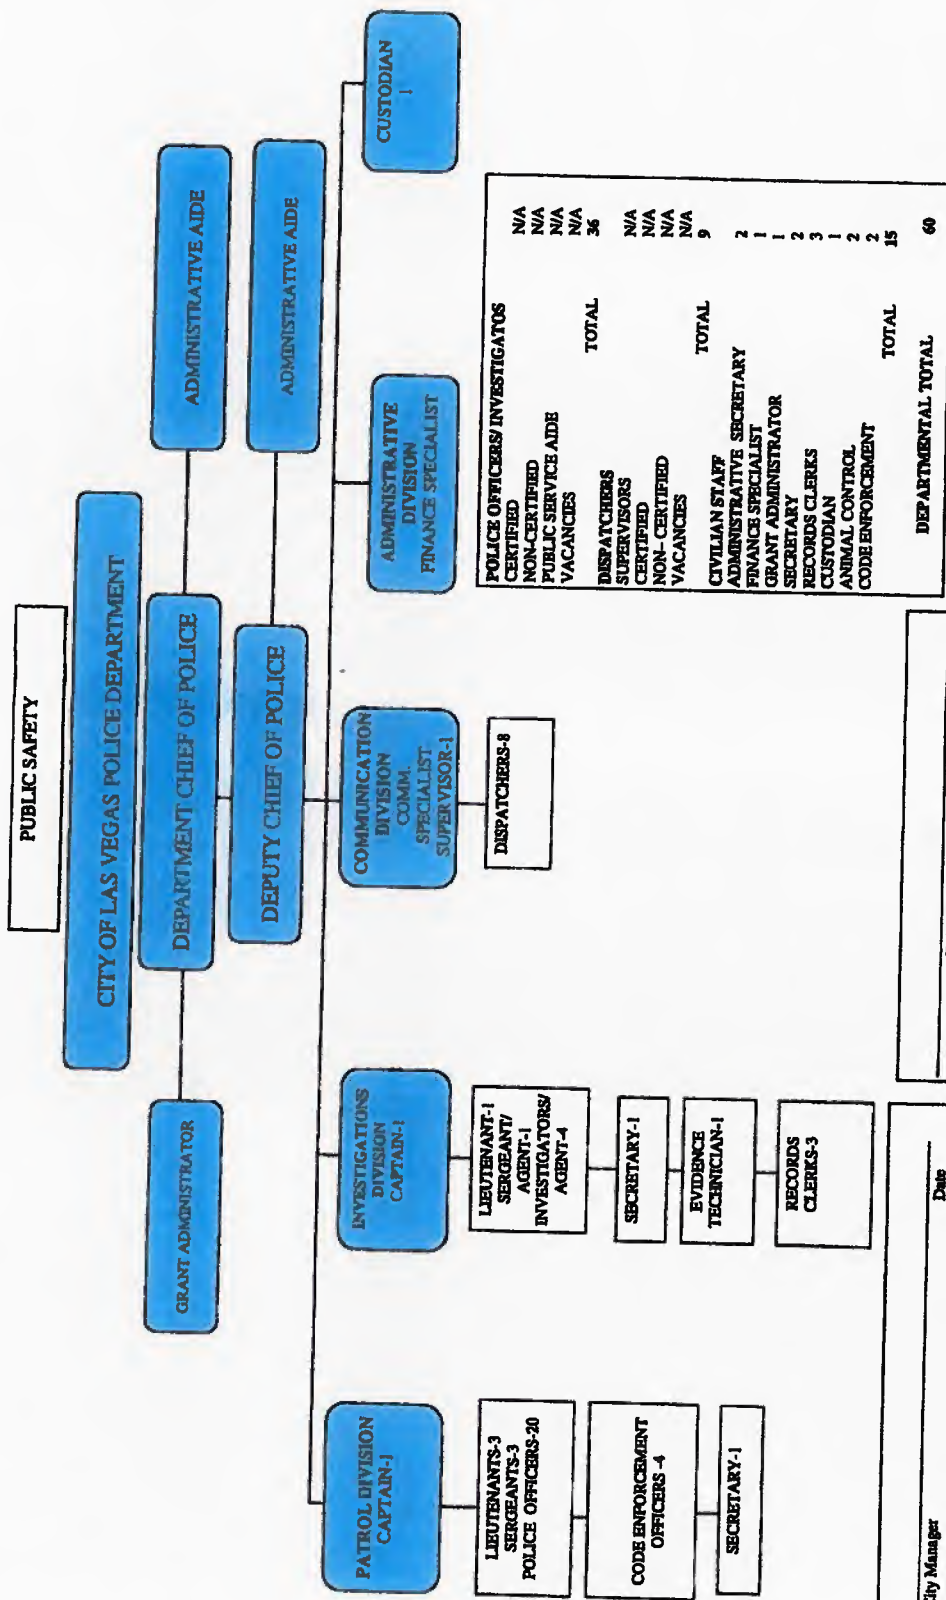 PUBLIC SAFETY
CITY OF LAS VEGAS POLICE DEPARTMENT
GRANT ADMINISTRATOR
DEPARTMENT CHIEF OF POLICE
ADMINISTRATIVE AIDE
DEPUTY CHIEF OF POLICE
ADMINISTRATIVE AIDE
PATROL DIVISION
CAPTAIN-1
LIEUTENANTS-3
SERGEANTS-3
POLICE OFFICERS-20
CODE ENFORCEMENT
OFFICERS -4
SECRETARY-1
INVESTIGATIONS
DIVISION
CAPTAIN-1
LIEUTENANT-1
SERGEANT/
AGENT-1
INVESTIGATORS/
AGENT-4
SECRETARY-1
EVIDENCE
TECHNICIAN-1
RECORDS
CLERKS-3
COMMUNICATION
DIVISION
COMM.
SPECIALIST
SUPERVISOR-1
DISPATCHERS-8
ADMINISTRATIVE
DIVISION
FINANCE SPECIALIST
CUSTODIAN
1
POLICE OFFICERS/ INVESTIGATOS
CERTIFIED N/A
NON-CERTIFIED N/A
PUBLIC SERVICE AIDE N/A
VACANCIES N/A
TOTAL 36
DISPATCHERS
SUPERVISORS N/A
CERTIFIED N/A
NON- CERTIFIED N/A
VACANCIES N/A
TOTAL 9
CIVILIAN STAFF
ADMINISTRATIVE SECRETARY 2
FINANCE SPECIALIST 1
GRANT ADMINISTRATOR 1
SECRETARY 2
RECORDS CLERKS 3
CUSTODIAN 1
ANIMAL CONTROL 2
CODE ENFORCEMENT 2
TOTAL 15
DEPARTMENTAL TOTAL 60
City Manager Date